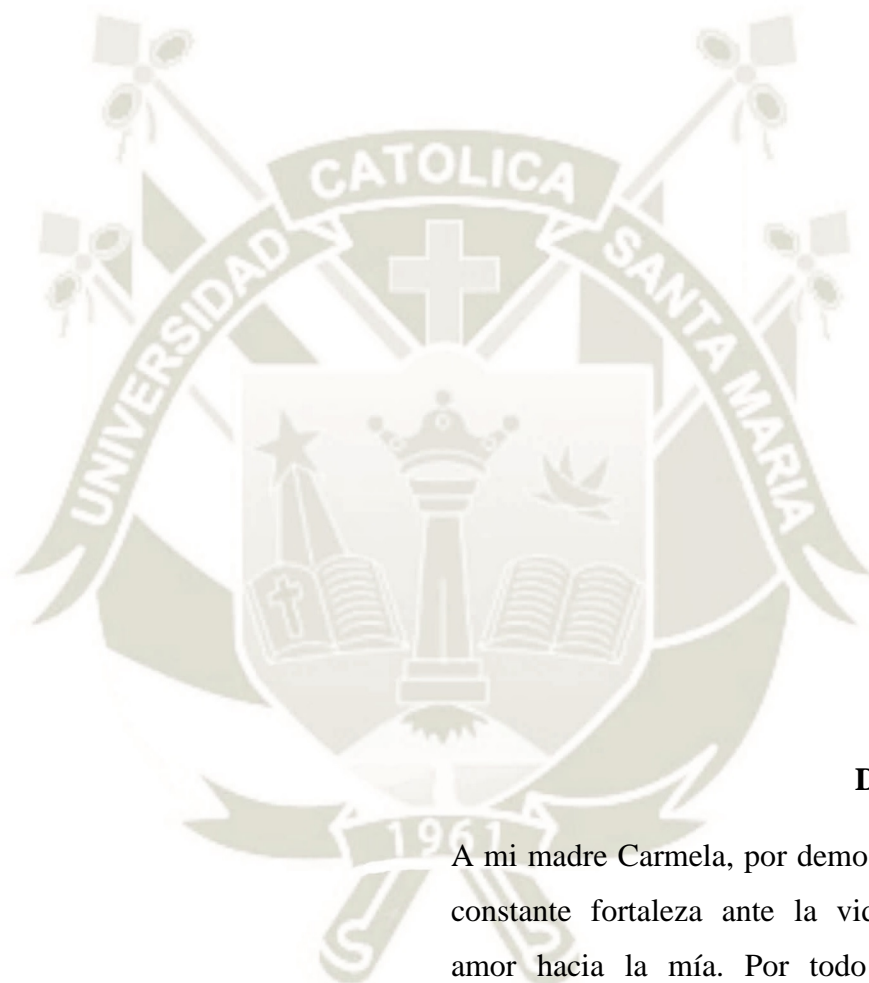 UNIVERSIDAD
CATOLICA
SANTA MARIA
D
1961
A mi madre Carmela, por demo
constante fortaleza ante la vid
amor hacia la mía. Por todo